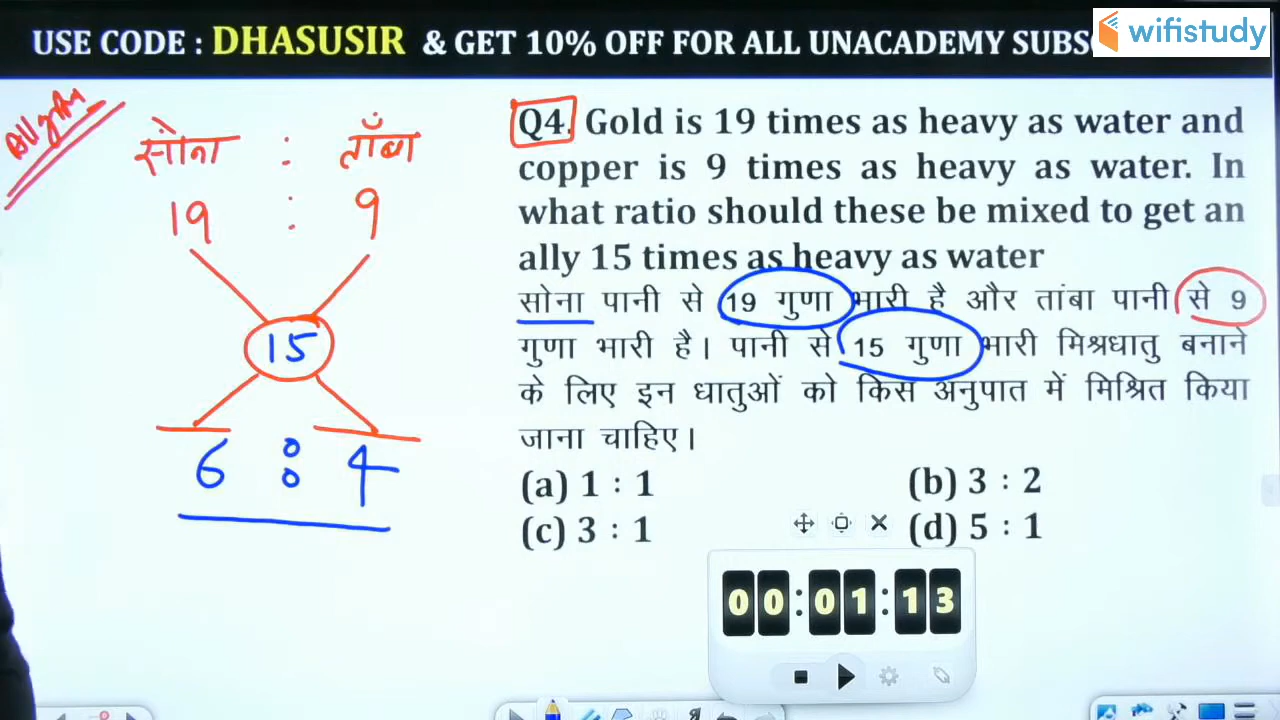 USE CODE : DHASUSIR & GET 10% OFF FOR ALL UNACADEMY SUBS
wifistudy
सोना : ताँबा
19 : 9
15
6 : 4
Q4. Gold is 19 times as heavy as water and
copper is 9 times as heavy as water. In
what ratio should these be mixed to get an
ally 15 times as heavy as water
सोना पानी से 19 गुणा भारी है और तांबा पानी से 9
गुणा भारी है। पानी से 15 गुणा भारी मिश्रधातु बनाने
के लिए इन धातुओं को किस अनुपात में मिश्रित किया
जाना चाहिए।
(a) 1 : 1 (b) 3 : 2
(c) 3 : 1 (d) 5 : 1
00:01:13